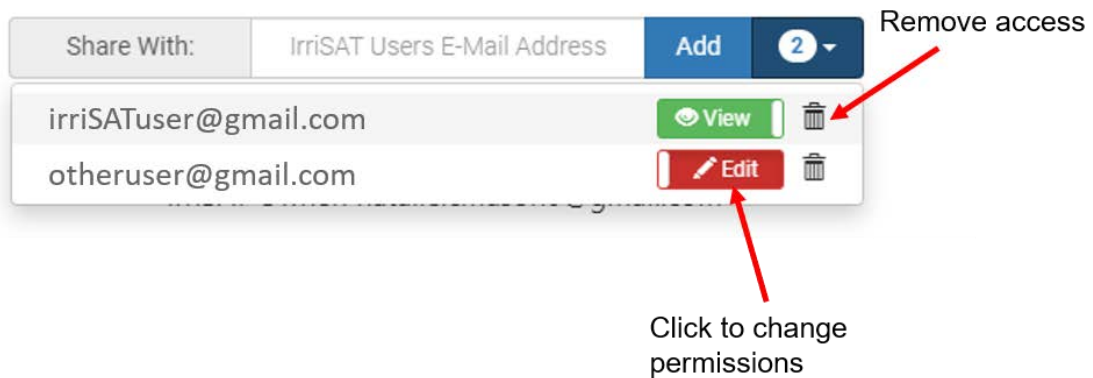 Remove access
Share With: IrriSAT Users E-Mail Address Add 2
irriSATuser@gmail.com View
otheruser@gmail.com Edit
Click to change
permissions